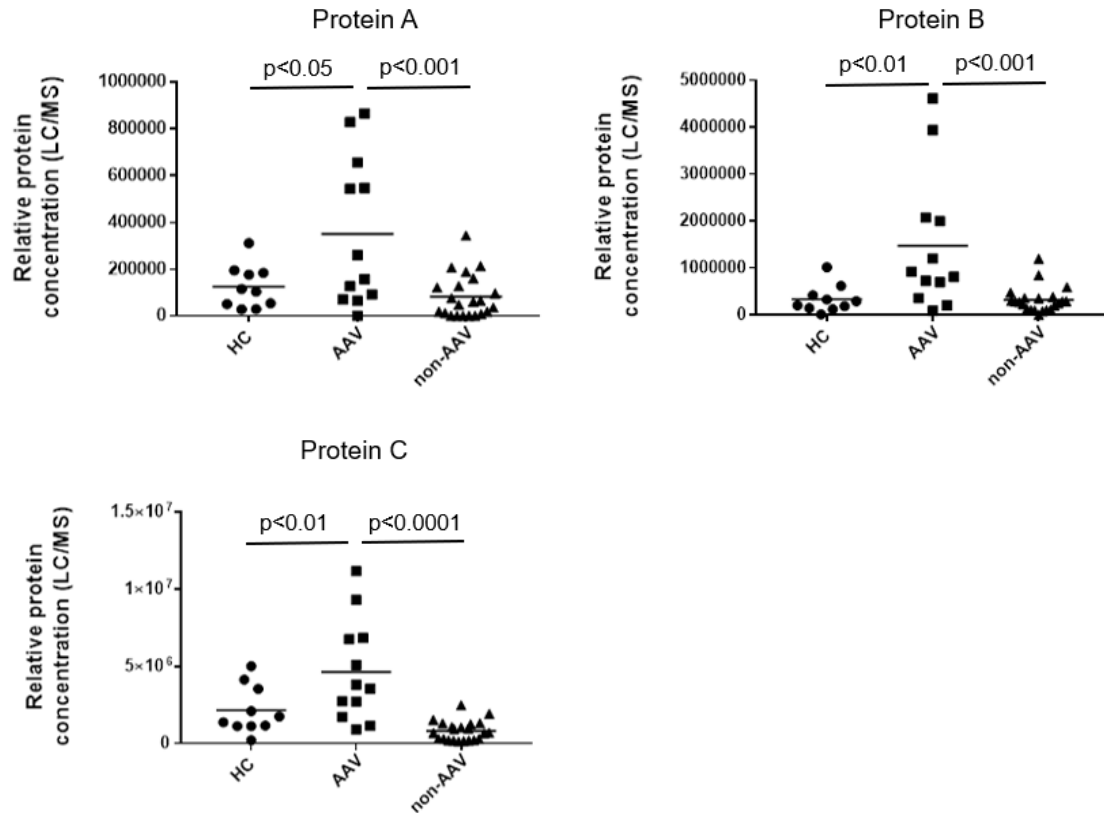 Protein A
p<0.05 p<0.001
Relative protein
concentration (LC/MS)
1000000
800000
600000
400000
200000
0
HC AAV non-AAV
Protein B
p<0.01 p<0.001
Relative protein
concentration (LC/MS)
5000000
4000000
3000000
2000000
1000000
0
HC AAV non-AAV
Protein C
p<0.01 p<0.0001
Relative protein
concentration (LC/MS)
1.5×10⁷
1×10⁷
5×10⁶
0
HC AAV non-AAV